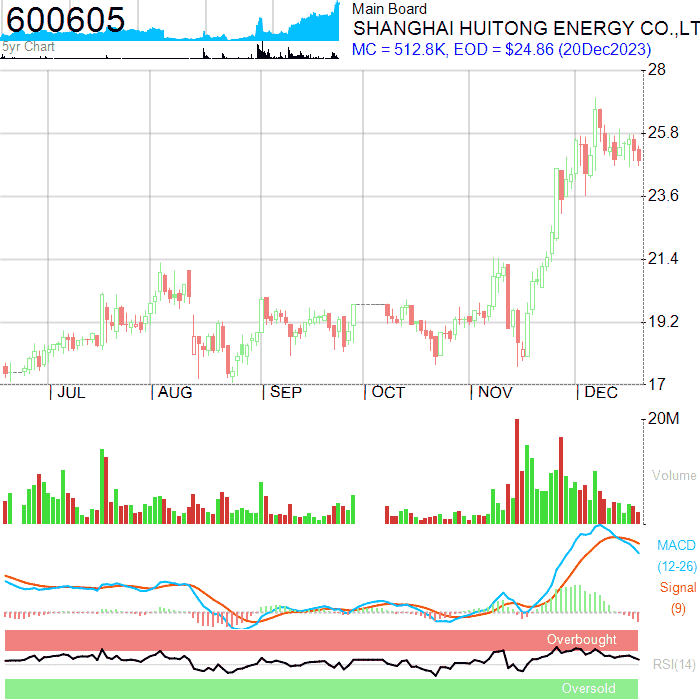 600605
5yr Chart
Main Board
SHANGHAI HUITONG ENERGY CO.,LT
MC = 512.8K, EOD = $24.86 (20Dec2023)
28
25.8
23.6
21.4
19.2
17
JUL AUG SEP OCT NOV DEC
20M
Volume
MACD
(12-26)
Signal
(9)
Overbought
RSI(14)
Oversold